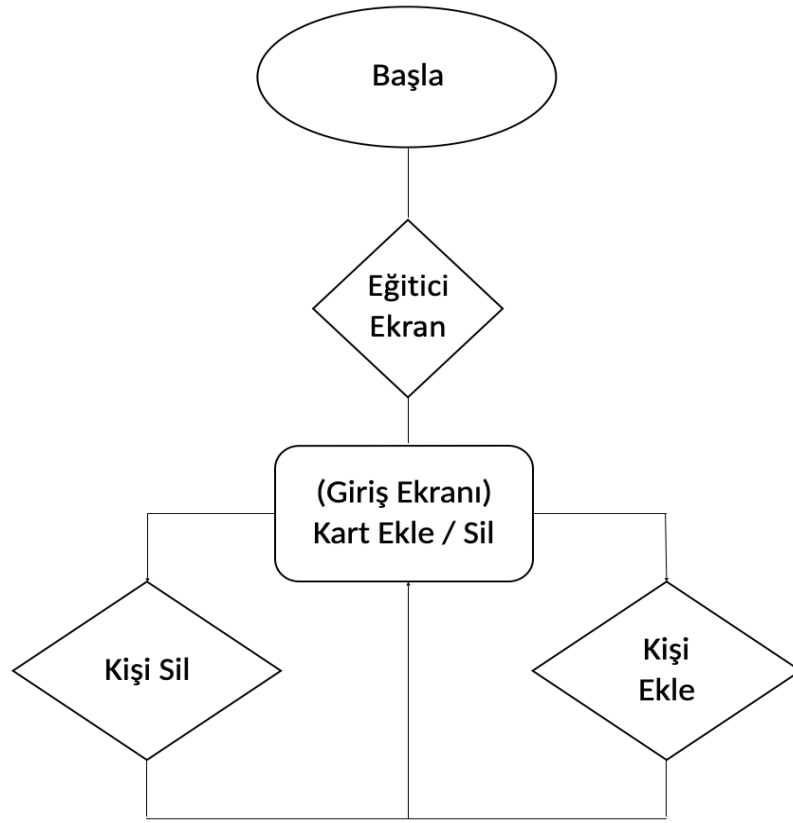 Başla
Eğitici
Ekran
(Giriş Ekranı)
Kart Ekle / Sil
Kişi Sil
Kişi
Ekle